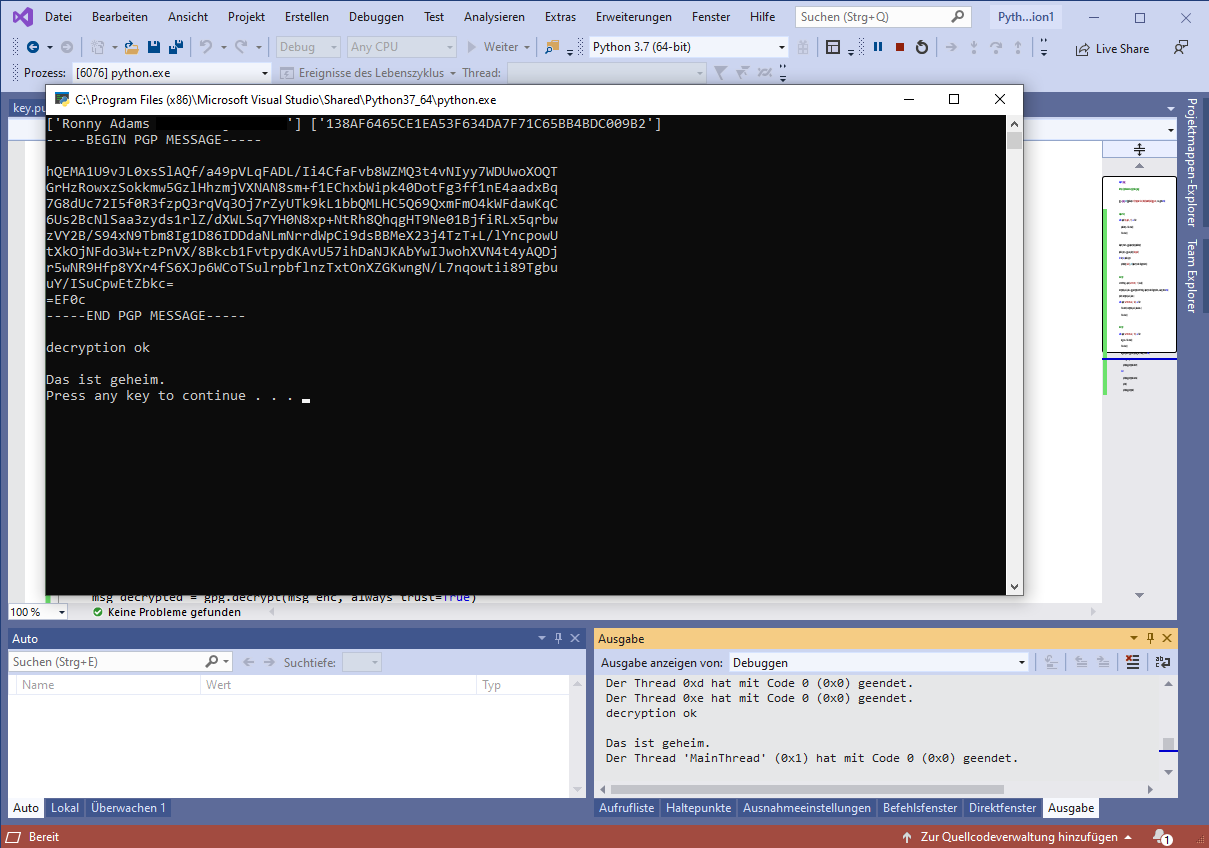 Datei Bearbeiten Ansicht Projekt Erstellen Debuggen Test Analysieren Extras Erweiterungen Fenster Hilfe Suchen (Strg+Q) Pyth...ion1
Debug Any CPU Weiter Python 3.7 (64-bit) Live Share
Prozess: [6076] python.exe Ereignisse des Lebenszyklus Thread:
key.pu
C:\Program Files (x86)\Microsoft Visual Studio\Shared\Python37_64\python.exe
['Ronny Adams '] ['138AF6465CE1EA53F634DA7F71C65BB4BDC009B2']
-----BEGIN PGP MESSAGE-----
hQEMA1U9vJL0xsSlAQf/a49pVLqFADL/Ii4CfaFvb8WZMQ3t4vNIyy7WDUwoXOQT
GrHzRowxzSokkmw5GzlHhzmjVXNAN8sm+f1EChxbWipk40DotFg3ff1nE4aadxBq
7G8dUc72I5f0R3fzpQ3rqVq3Oj7rZyUTk9kL1bbQMLHC5Q69QxmFmO4kWFdawKqC
6Us2BcNlSaa3zyds1rlZ/dXWLSq7YH0N8xp+NtRh8QhqgHT9Ne01BjfiRLx5qrbw
zVY2B/S94xN9Tbm8Ig1D86IDDdaNLmNrrdWpCi9dsBBMeX23j4TzT+L/lYncpowU
tXkOjNFdo3W+tzPnVX/8Bkcb1FvtpydKAvU57ihDaNJKAbYwIJwohXVN4t4yAQDj
r5wNR9Hfp8YXr4fS6XJp6WCoTSulrpbflnzTxtOnXZGKwngN/L7nqowtii89Tgbu
uY/ISuCpwEtZbkc=
=EF0c
-----END PGP MESSAGE-----
decryption ok
Das ist geheim.
Press any key to continue . . .
Projektmappen-Explorer
Team Explorer
msg_decrypted = gpg.decrypt(msg_enc, always_trust=True)
100 % Keine Probleme gefunden
Auto
Suchen (Strg+E) Suchtiefe:
Name Wert Typ
Auto Lokal Überwachen 1
Ausgabe
Ausgabe anzeigen von: Debuggen
Der Thread 0xd hat mit Code 0 (0x0) geendet.
Der Thread 0xe hat mit Code 0 (0x0) geendet.
decryption ok
Das ist geheim.
Der Thread 'MainThread' (0x1) hat mit Code 0 (0x0) geendet.
Aufrufliste Haltepunkte Ausnahmeeinstellungen Befehlsfenster Direktfenster Ausgabe
Bereit Zur Quellcodeverwaltung hinzufügen 1